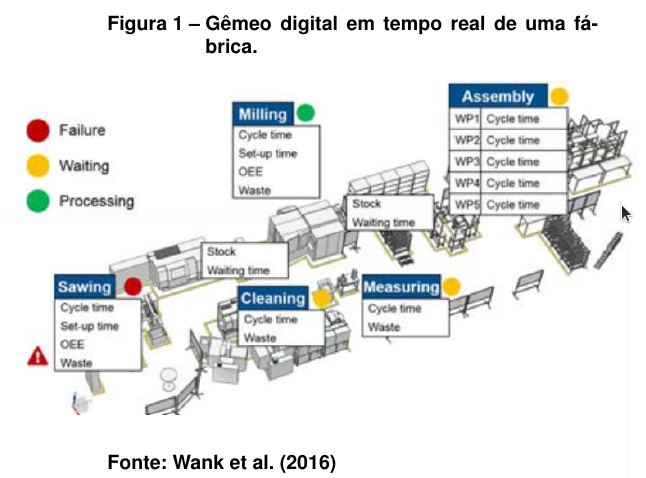 Figura 1 – Gêmeo digital em tempo real de uma fá-
brica.
Failure
Waiting
Processing
Milling
Cycle time
Set-up time
OEE
Waste
Assembly
WP1 Cycle time
WP2 Cycle time
WP3 Cycle time
WP4 Cycle time
WP5 Cycle time
Stock
Waiting time
Stock
Waiting time
Sawing
Cycle time
Set-up time
OEE
Waste
Cleaning
Cycle time
Waste
Measuring
Cycle time
Waste
Fonte: Wank et al. (2016)